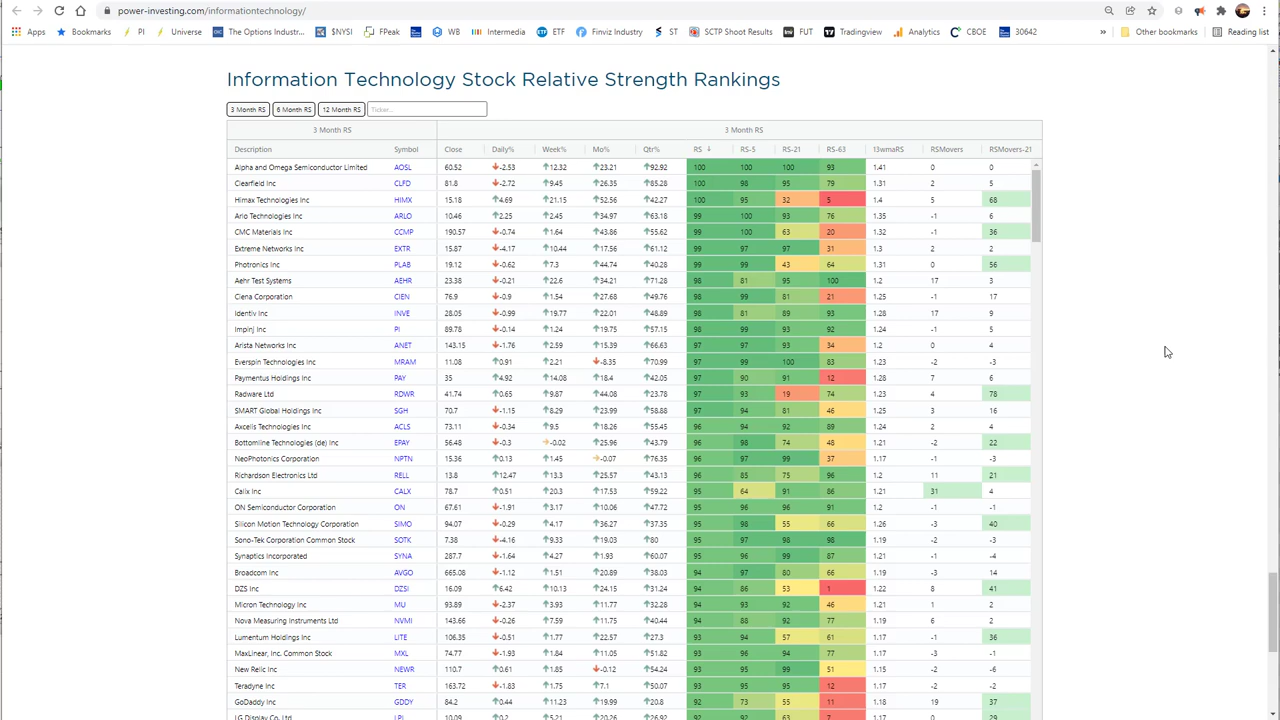 power-investing.com/informationtechnology/
Apps Bookmarks PI Universe The Options Industr... $NYSI FPeak WB Intermedia ETF Finviz Industry ST SCTP Shoot Results FUT Tradingview Analytics CBOE 30642 » Other bookmarks Reading list
Information Technology Stock Relative Strength Rankings
3 Month RS 6 Month RS 12 Month RS Ticker...
3 Month RS 3 Month RS
Description Symbol Close Daily% Week% Mo% Qtr% RS ↓ RS-5 RS-21 RS-63 13wmaRS RSMovers RSMovers-21
Alpha and Omega Semiconductor Limited AOSL 60.52 ↓-2.53 ↑12.32 ↑23.21 ↑92.92 100 100 100 93 1.41 0 0
Clearfield Inc CLFD 81.8 ↓-2.72 ↑9.45 ↑26.35 ↑85.28 100 98 95 79 1.31 2 5
Himax Technologies Inc HIMX 15.18 ↑4.69 ↑21.15 ↑52.56 ↑42.27 100 95 32 5 1.4 5 68
Arlo Technologies Inc ARLO 10.46 ↑2.25 ↑2.45 ↑34.97 ↑63.18 99 100 93 76 1.35 -1 6
CMC Materials Inc CCMP 190.57 ↓-0.74 ↑1.64 ↑43.86 ↑55.62 99 100 63 20 1.32 -1 36
Extreme Networks Inc EXTR 15.87 ↓-4.17 ↑10.44 ↑17.56 ↑61.12 99 97 97 31 1.3 2 2
Photronics Inc PLAB 19.12 ↓-0.62 ↑7.3 ↑44.74 ↑40.28 99 99 43 64 1.31 0 56
Aehr Test Systems AEHR 23.38 ↓-0.21 ↑22.6 ↑34.21 ↑71.28 98 81 95 100 1.2 17 3
Ciena Corporation CIEN 76.9 ↓-0.9 ↑1.54 ↑27.68 ↑49.76 98 99 81 21 1.25 -1 17
Identiv Inc INVE 28.05 ↓-0.99 ↑19.77 ↑22.01 ↑48.89 98 81 89 93 1.28 17 9
Impinj Inc PI 89.78 ↓-0.14 ↑1.24 ↑19.75 ↑57.15 98 99 93 92 1.24 -1 5
Arista Networks Inc ANET 143.15 ↓-1.76 ↑2.59 ↑15.39 ↑66.63 97 97 93 34 1.2 0 4
Everspin Technologies Inc MRAM 11.08 ↑0.91 ↑2.21 ↓-8.35 ↑70.99 97 99 100 83 1.23 -2 -3
Paymentus Holdings Inc PAY 35 ↑4.92 ↑14.08 ↑18.4 ↑42.05 97 90 91 12 1.28 7 6
Radware Ltd RDWR 41.74 ↑0.65 ↑9.87 ↑44.08 ↑23.78 97 93 19 74 1.23 4 78
SMART Global Holdings Inc SGH 70.7 ↓-1.15 ↑8.29 ↑23.99 ↑58.88 97 94 81 46 1.25 3 16
Axcelis Technologies Inc ACLS 73.11 ↓-0.34 ↑9.5 ↑18.26 ↑55.45 96 94 92 89 1.24 2 4
Bottomline Technologies (de) Inc EPAY 56.48 ↓-0.3 →-0.02 ↑25.96 ↑43.79 96 98 74 48 1.21 -2 22
NeoPhotonics Corporation NPTN 15.36 ↑0.13 ↑1.45 →-0.07 ↑76.35 96 97 99 37 1.17 -1 -3
Richardson Electronics Ltd RELL 13.8 ↑12.47 ↑13.3 ↑25.57 ↑43.13 96 85 75 96 1.2 11 21
Calix Inc CALX 78.7 ↑0.51 ↑20.3 ↑17.53 ↑59.22 95 64 91 86 1.21 31 4
ON Semiconductor Corporation ON 67.61 ↓-1.91 ↑3.17 ↑10.06 ↑47.72 95 96 96 91 1.2 -1 -1
Silicon Motion Technology Corporation SIMO 94.07 ↓-0.29 ↑4.17 ↑36.27 ↑37.35 95 98 55 66 1.26 -3 40
Sono-Tek Corporation Common Stock SOTK 7.38 ↓-4.16 ↑9.33 ↑19.03 ↑80 95 97 98 98 1.19 -2 -3
Synaptics Incorporated SYNA 287.7 ↓-1.64 ↑4.27 ↑1.93 ↑60.07 95 96 99 87 1.21 -1 -4
Broadcom Inc AVGO 665.08 ↓-1.12 ↑1.51 ↑20.89 ↑38.03 94 97 80 66 1.19 -3 14
DZS Inc DZSI 16.09 ↑6.42 ↑10.13 ↑24.15 ↑31.24 94 86 53 1 1.22 8 41
Micron Technology Inc MU 93.89 ↓-2.37 ↑3.93 ↑11.77 ↑32.28 94 93 92 46 1.21 1 2
Nova Measuring Instruments Ltd NVMI 143.66 ↓-0.26 ↑7.59 ↑11.75 ↑40.44 94 88 92 77 1.19 6 2
Lumentum Holdings Inc LITE 106.35 ↓-0.51 ↑1.77 ↑22.57 ↑27.3 93 94 57 61 1.17 -1 36
MaxLinear, Inc. Common Stock MXL 74.77 ↓-1.93 ↑1.84 ↑11.05 ↑51.82 93 96 94 77 1.17 -3 -1
New Relic Inc NEWR 110.7 ↑0.61 ↑1.85 ↓-0.12 ↑54.24 93 95 99 51 1.15 -2 -6
Teradyne Inc TER 163.72 ↓-1.83 ↑2.42 ↑7.1 ↑50.07 93 95 95 12 1.17 -2 -2
GoDaddy Inc GDDY 84.2 ↑0.44 ↑11.23 ↑19.99 ↑20.8 92 73 55 11 1.18 19 37
LG Display Co. Ltd LPL 10.09 ↑0.2 ↑5.21 ↑20.26 ↑26.92 92 92 63 7 1.17 0 29